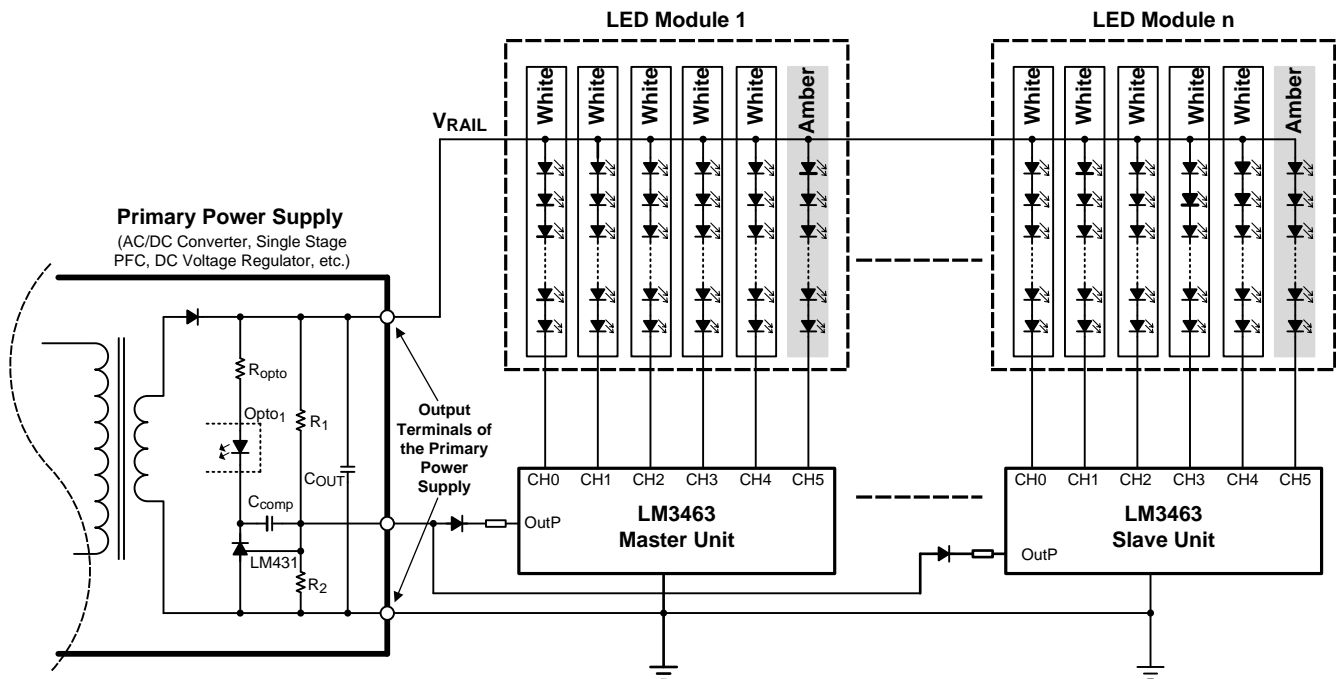 LED Module 1
LED Module n
White White White White White Amber
White White White White White Amber
VRAIL
Primary Power Supply
(AC/DC Converter, Single Stage
PFC, DC Voltage Regulator, etc.)
Ropto
Opto1
R1
Ccomp
COUT
LM431
R2
Output
Terminals of
the Primary
Power
Supply
CH0 CH1 CH2 CH3 CH4 CH5
OutP
LM3463
Master Unit
CH0 CH1 CH2 CH3 CH4 CH5
OutP
LM3463
Slave Unit